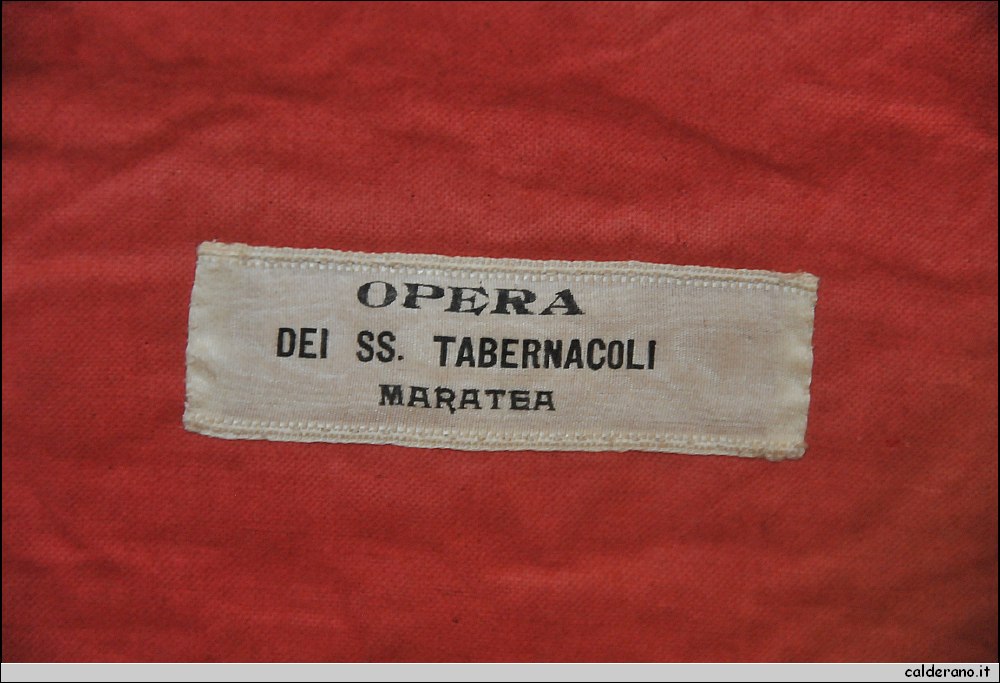 OPERA
DEI SS. TABERNACOLI
MARATEA
calderano.it